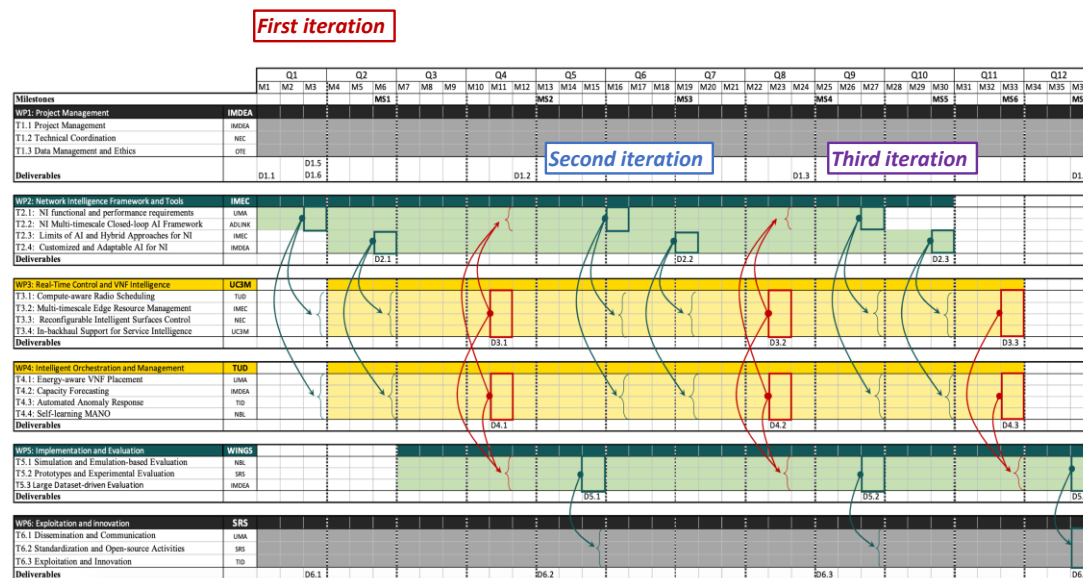 First iteration
Q1 Q2 Q3 Q4 Q5 Q6 Q7 Q8 Q9 Q10 Q11 Q12
M1 M2 M3 M4 M5 M6 M7 M8 M9 M10 M11 M12 M13 M14 M15 M16 M17 M18 M19 M20 M21 M22 M23 M24 M25 M26 M27 M28 M29 M30 M31 M32 M33 M34 M35
Milestones MS1 MS2 MS3 MS4 MS5 MS6
WP1: Project Management IMDEA
T1.1 Project Management IMDEA
T1.2 Technical Coordination NEC
T1.3 Data Management and Ethics OTE
Second iteration Third iteration
D1.5
Deliverables D1.1 D1.6 D1.2 D1.3
WP2: Network Intelligence Framework and Tools IMEC
T2.1: NI functional and performance requirements UMA
T2.2: NI Multi-timescale Closed-loop AI Framework ADLINK
T2.3: Limits of AI and Hybrid Approaches for NI IMEC
T2.4: Customized and Adaptable AI for NI IMDEA
Deliverables D2.1 D2.2 D2.3
WP3: Real-Time Control and VNF Intelligence UC3M
T3.1: Compute-aware Radio Scheduling TUD
T3.2: Multi-timescale Edge Resource Management IMEC
T3.3: Reconfigurable Intelligent Surfaces Control NEC
T3.4: In-backhaul Support for Service Intelligence UC3M
Deliverables D3.1 D3.2 D3.3
WP4: Intelligent Orchestration and Management TUD
T4.1: Energy-aware VNF Placement UMA
T4.2: Capacity Forecasting IMDEA
T4.3: Automated Anomaly Response TID
T4.4: Self-learning MANO NBL
Deliverables D4.1 D4.2 D4.3
WP5: Implementation and Evaluation WINGS
T5.1 Simulation and Emulation-based Evaluation NBL
T5.2 Prototypes and Experimental Evaluation SRS
T5.3 Large Dataset-driven Evaluation IMDEA
Deliverables D5.1 D5.2
WP6: Exploitation and innovation SRS
T6.1 Dissemination and Communication UMA
T6.2 Standardization and Open-source Activities SRS
T6.3 Exploitation and Innovation TID
Deliverables D6.1 D6.2 D6.3